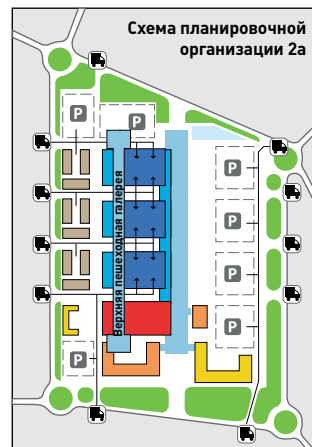 Схема планировочной
организации 2а
P
P
P
P
P
P
P
Верхняя пешеходная галерея